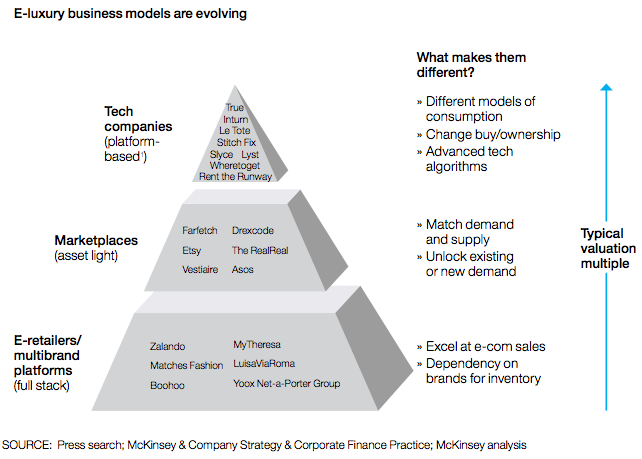 E-luxury business models are evolving
What makes them
different?
Tech
companies
(platform-
based¹)
True
Inturn
Le Tote
Stitch Fix
Slyce Lyst
Wheretoget
Rent the Runway
» Different models of
consumption
» Change buy/ownership
» Advanced tech
algorithms
Marketplaces
(asset light)
Farfetch Drexcode
Etsy The RealReal
Vestiaire Asos
» Match demand
and supply
» Unlock existing
or new demand
Typical
valuation
multiple
E-retailers/
multibrand
platforms
(full stack)
Zalando MyTheresa
Matches Fashion LuisaViaRoma
Boohoo Yoox Net-a-Porter Group
» Excel at e-com sales
» Dependency on
brands for inventory
SOURCE: Press search; McKinsey & Company Strategy & Corporate Finance Practice; McKinsey analysis